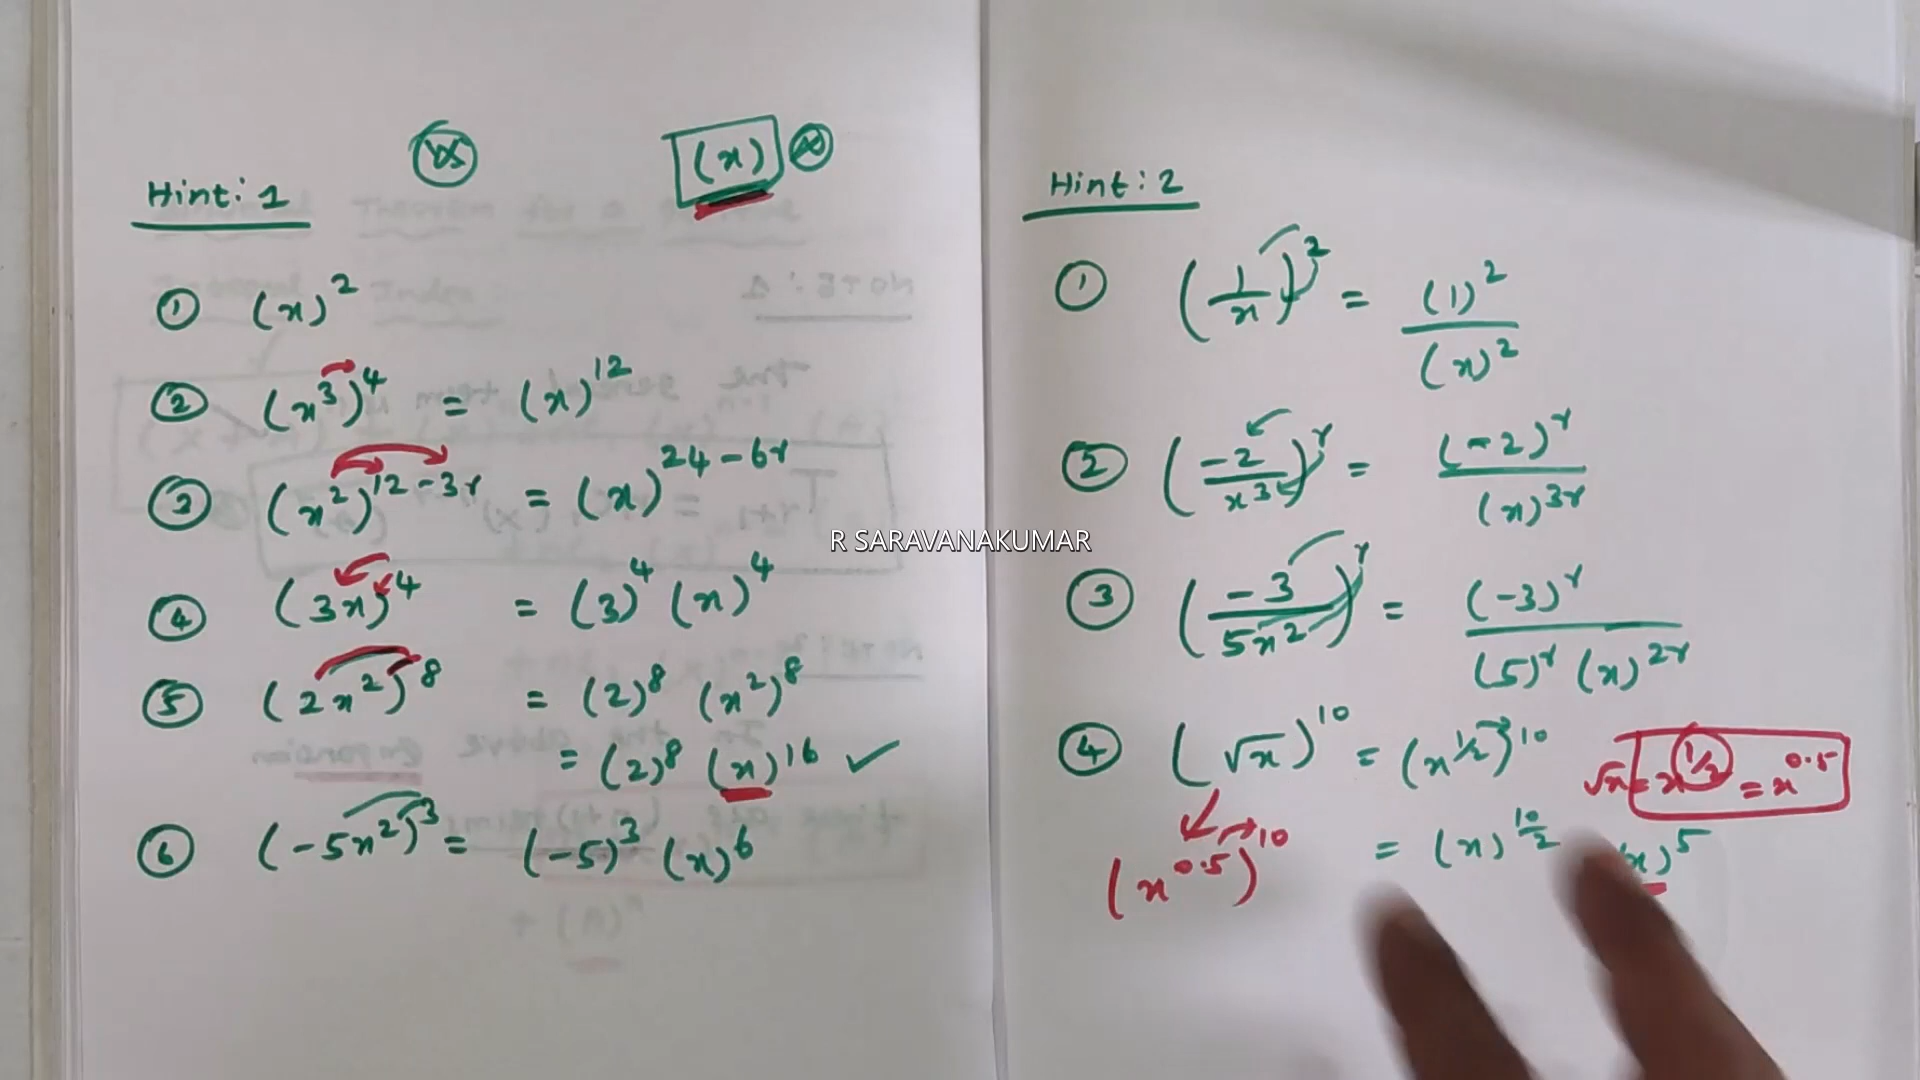 (x)
Hint: 1
① (x)²
② (x³)⁴ = (x)¹²
③ (x²)¹²⁻³ʳ = (x)²⁴⁻⁶ʳ
④ (3x)⁴ = (3)⁴ (x)⁴
⑤ (2x²)⁸ = (2)⁸ (x²)⁸
= (2)⁸ (x)¹⁶ ✓
⑥ (-5x²)³ = (-5)³ (x)⁶
Hint: 2
① (1/x)² = (1)²/(x)²
② (-2/x³)ʳ = (-2)ʳ/(x)³ʳ
③ (-3/5x²)ʳ = (-3)ʳ/(5)ʳ (x)²ʳ
④ (√x)¹⁰ = (x^1/2)¹⁰
√x = x^1/2 = x^0.5
(x^0.5)¹⁰
= (x)^10/2 (x)⁵
R SARAVANAKUMAR